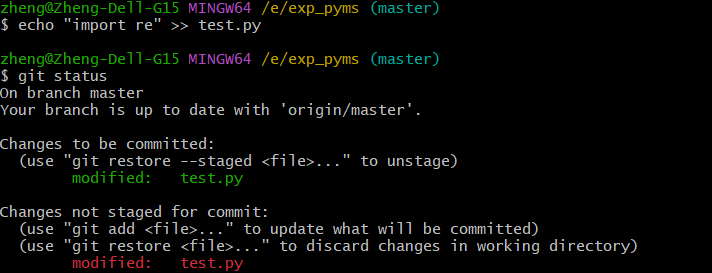 zheng@Zheng-Dell-G15 MINGW64 /e/exp_pyms (master)
$ echo "import re" >> test.py
zheng@Zheng-Dell-G15 MINGW64 /e/exp_pyms (master)
$ git status
On branch master
Your branch is up to date with 'origin/master'.
Changes to be committed:
(use "git restore --staged <file>..." to unstage)
modified: test.py
Changes not staged for commit:
(use "git add <file>..." to update what will be committed)
(use "git restore <file>..." to discard changes in working directory)
modified: test.py